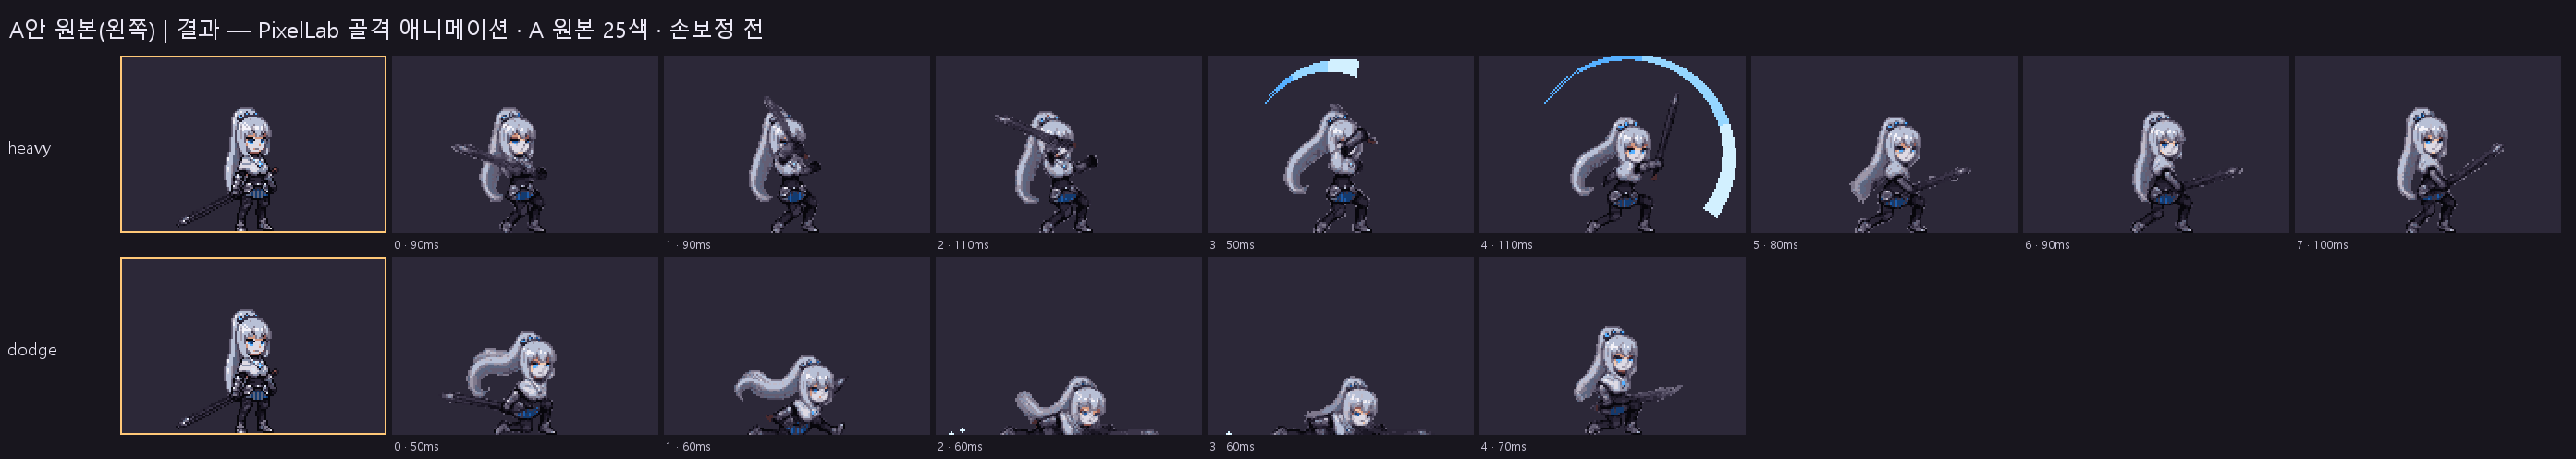 A안 원본(왼쪽) | 결과 — PixelLab 골격 애니메이션 · A 원본 25색 · 손보정 전
heavy
0 · 90ms
1 · 90ms
2 · 110ms
3 · 50ms
4 · 110ms
5 · 80ms
6 · 90ms
7 · 100ms
dodge
0 · 50ms
1 · 60ms
2 · 60ms
3 · 60ms
4 · 70ms